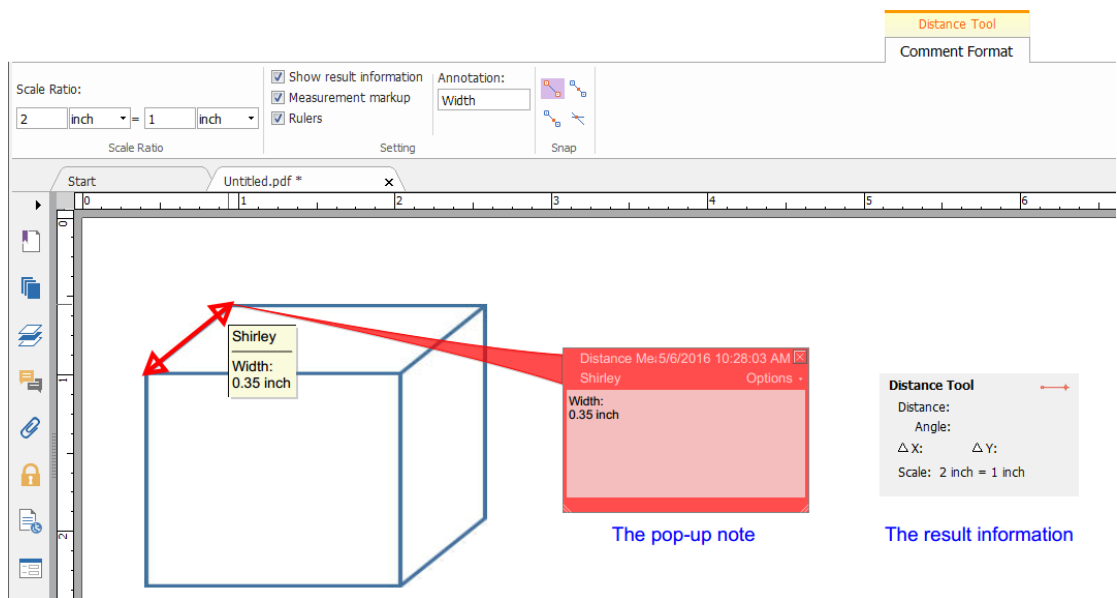 Distance Tool
Comment Format
Scale Ratio:
2 inch = 1 inch
Scale Ratio
Show result information
Measurement markup
Rulers
Annotation:
Width
Setting
Snap
Start
Untitled.pdf *
0 1 2 3 4 5 6
0
1
2
Shirley
Width:
0.35 inch
Distance Me 5/6/2016 10:28:03 AM
Shirley Options
Width:
0.35 inch
The pop-up note
Distance Tool
Distance:
Angle:
△ X: △ Y:
Scale: 2 inch = 1 inch
The result information